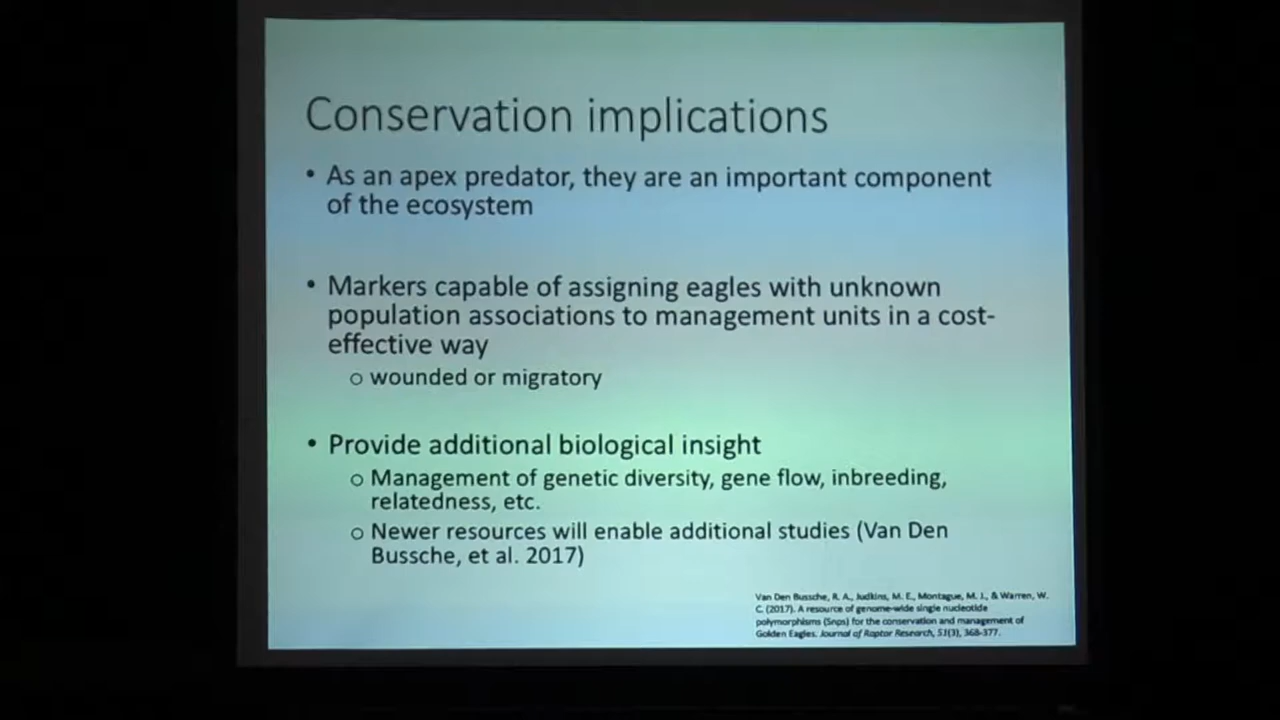 Conservation implications
• As an apex predator, they are an important component
of the ecosystem
• Markers capable of assigning eagles with unknown
population associations to management units in a cost-
effective way
o wounded or migratory
• Provide additional biological insight
o Management of genetic diversity, gene flow, inbreeding,
relatedness, etc.
o Newer resources will enable additional studies (Van Den
Bussche, et al. 2017)
Van Den Bussche, R. A., Judkins, M. E., Montague, M. J., & Warren, W.
C. (2017). A resource of genome-wide single nucleotide
polymorphisms (Snps) for the conservation and management of
Golden Eagles. Journal of Raptor Research, 51(3), 368-377.